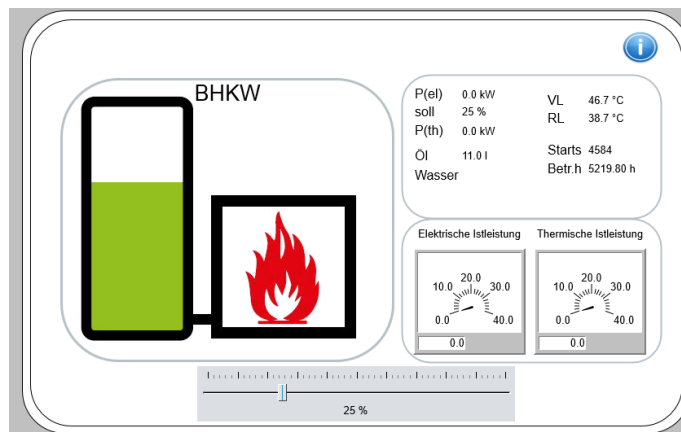 BHKW
P(el) 0.0 kW
soll 25 %
P(th) 0.0 kW
Öl 11.0 l
Wasser
VL 46.7 °C
RL 38.7 °C
Starts 4584
Betr.h 5219.80 h
Elektrische Istleistung
0.0 10.0 20.0 30.0 40.0
0.0
Thermische Istleistung
0.0 10.0 20.0 30.0 40.0
0.0
25 %